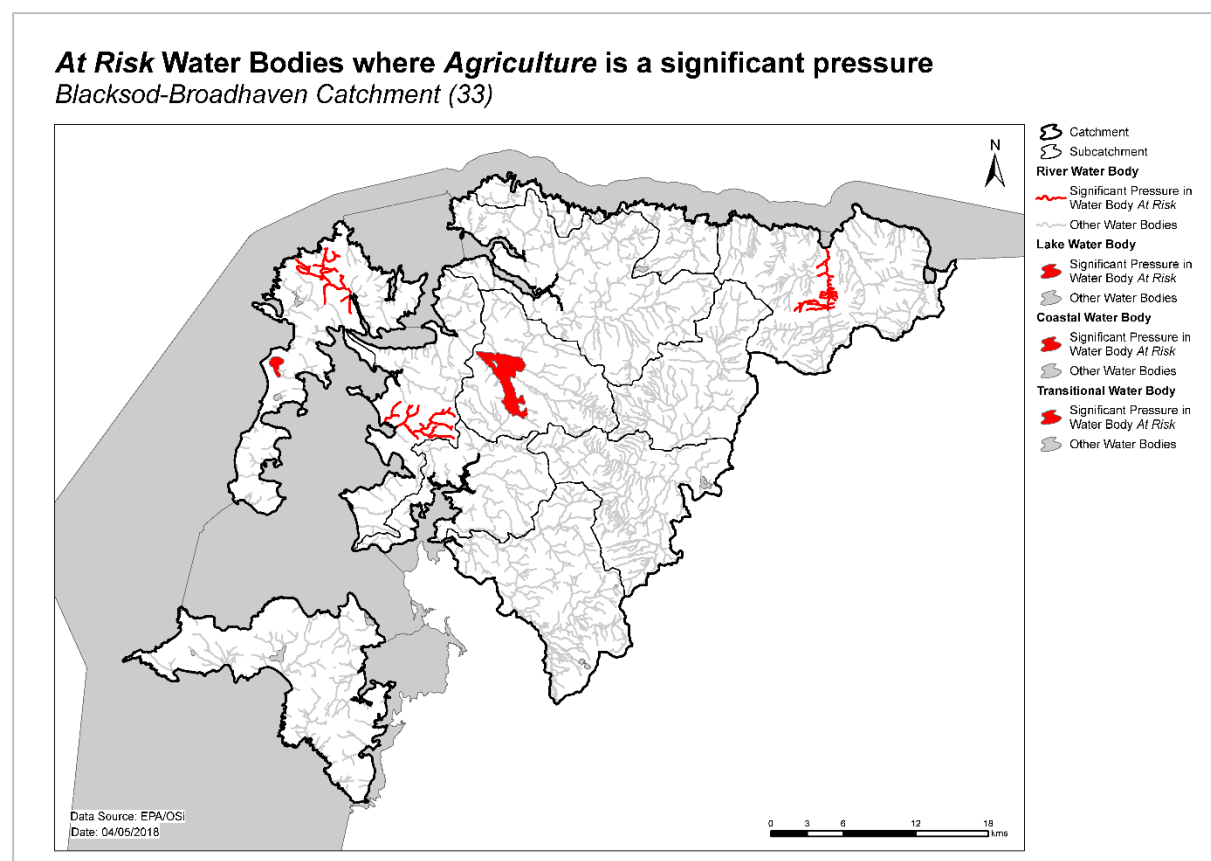 At Risk Water Bodies where Agriculture is a significant pressure
Blacksod-Broadhaven Catchment (33)
N
Catchment
Subcatchment
River Water Body
Significant Pressure in
Water Body At Risk
Other Water Bodies
Lake Water Body
Significant Pressure in
Water Body At Risk
Other Water Bodies
Coastal Water Body
Significant Pressure in
Water Body At Risk
Other Water Bodies
Transitional Water Body
Significant Pressure in
Water Body At Risk
Other Water Bodies
Data Source: EPA/OSi
Date: 04/05/2018
0 3 6 12 18
kms